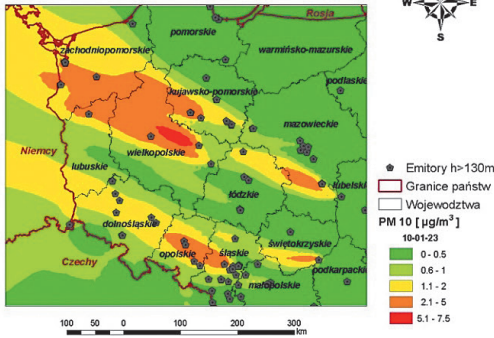 W E
S
Rosja
pomorskie
zachodniopomorskie
warmińsko-mazurskie
podlaskie
kujawsko-pomorskie
mazowieckie
Niemcy
wielkopolskie
lubuskie
łódzkie
lubelskie
dolnośląskie
świętokrzyskie
opolskie
śląskie
Czechy
małopolskie
podkarpackie
Emitory h>130m
Granice państw
Województwa
PM 10 [ µg/m³ ]
10-01-23
0 - 0.5
0.6 - 1
1.1 - 2
2.1 - 5
5.1 - 7.5
100 50 0 100 200 300
km